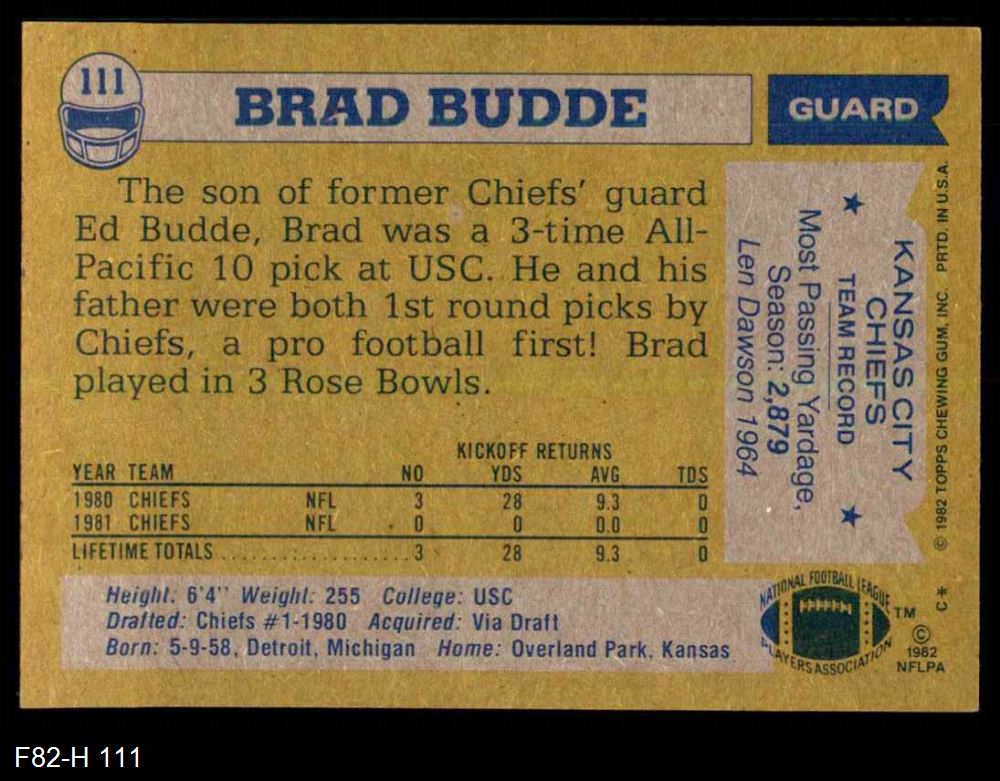 111
BRAD BUDDE
GUARD
The son of former Chiefs' guard
Ed Budde, Brad was a 3-time All-
Pacific 10 pick at USC. He and his
father were both 1st round picks by
Chiefs, a pro football first! Brad
played in 3 Rose Bowls.
KICKOFF RETURNS
YEAR TEAM NO YDS AVG TDS
1980 CHIEFS NFL 3 28 9.3 0
1981 CHIEFS NFL 0 0 0.0 0
LIFETIME TOTALS ........................ 3 28 9.3 0
Height: 6'4" Weight: 255 College: USC
Drafted: Chiefs #1-1980 Acquired: Via Draft
Born: 5-9-58, Detroit, Michigan Home: Overland Park, Kansas
KANSAS CITY
CHIEFS
★ TEAM RECORD ★
Most Passing Yardage,
Season: 2,879
Len Dawson 1964
© 1982 TOPPS CHEWING GUM, INC. PRTD. IN U.S.A.
C*
NATIONAL FOOTBALL LEAGUE
PLAYERS ASSOCIATION
TM
©
1982
NFLPA
F82-H 111